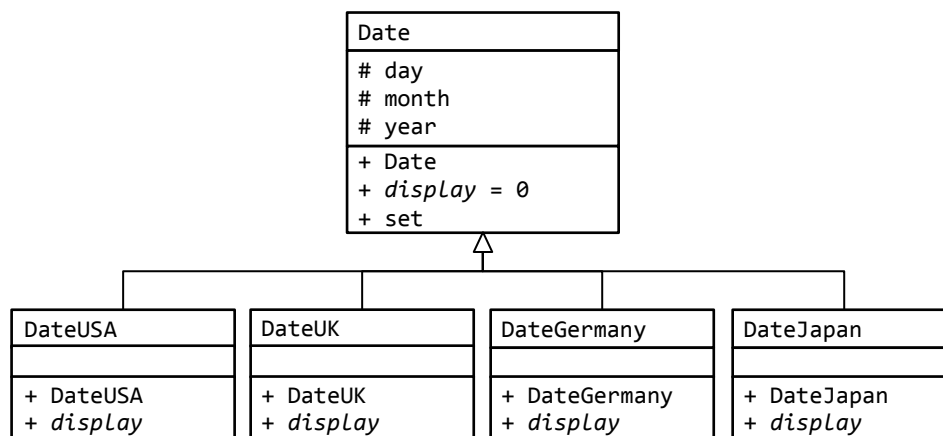 Date
# day
# month
# year
+ Date
+ display = 0
+ set
DateUSA
+ DateUSA
+ display
DateUK
+ DateUK
+ display
DateGermany
+ DateGermany
+ display
DateJapan
+ DateJapan
+ display